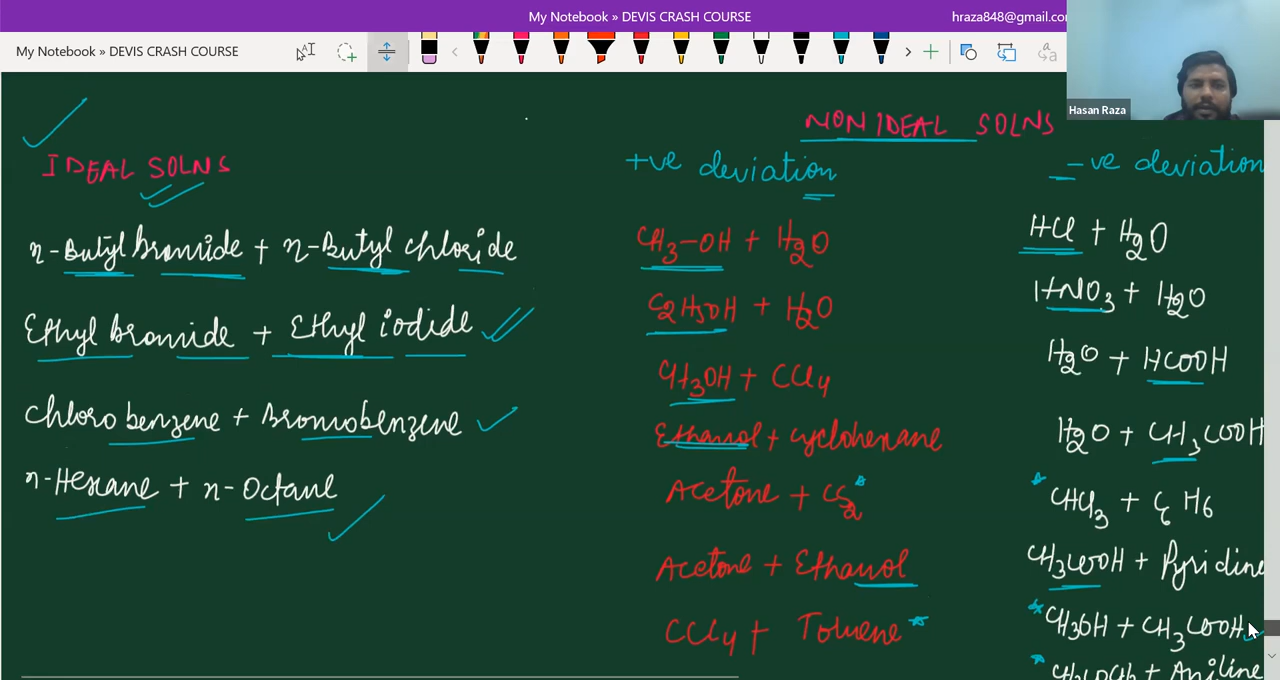 My Notebook » DEVIS CRASH COURSE
hraza848@gmail.co
My Notebook » DEVIS CRASH COURSE
Hasan Raza
IDEAL SOLNS
n-Butyl bromide + n-Butyl chloride
Ethyl bromide + Ethyl iodide
Chloro benzene + Bromobenzene
n-Hexane + n-Octane
NON IDEAL SOLNS
+ve deviation
CH3-OH + H2O
C2H5OH + H2O
CH3OH + CCl4
Ethanol + cyclohexane
Acetone + CS2
Acetone + Ethanol
CCl4 + Toluene
-ve deviation
HCl + H2O
HNO3 + H2O
H2O + HCOOH
H2O + CH3COOH
CHCl3 + C6H6
CH3COOH + Pyridine
CH3OH + CH3COOH
+ Aniline